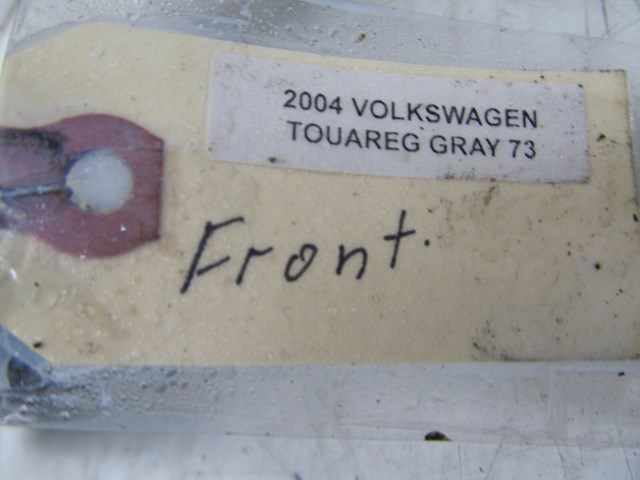 2004 VOLKSWAGEN
TOUAREG GRAY 73
Front.